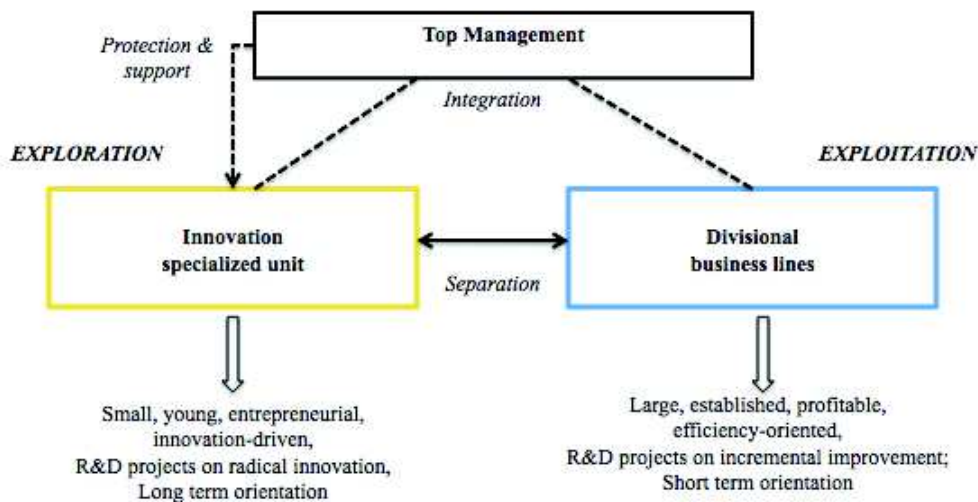 Top Management
Protection &
support
Integration
EXPLORATION
EXPLOITATION
Innovation
specialized unit
Divisional
business lines
Separation
Small, young, entrepreneurial,
innovation-driven,
R&D projects on radical innovation,
Long term orientation
Large, established, profitable,
efficiency-oriented,
R&D projects on incremental improvement;
Short term orientation